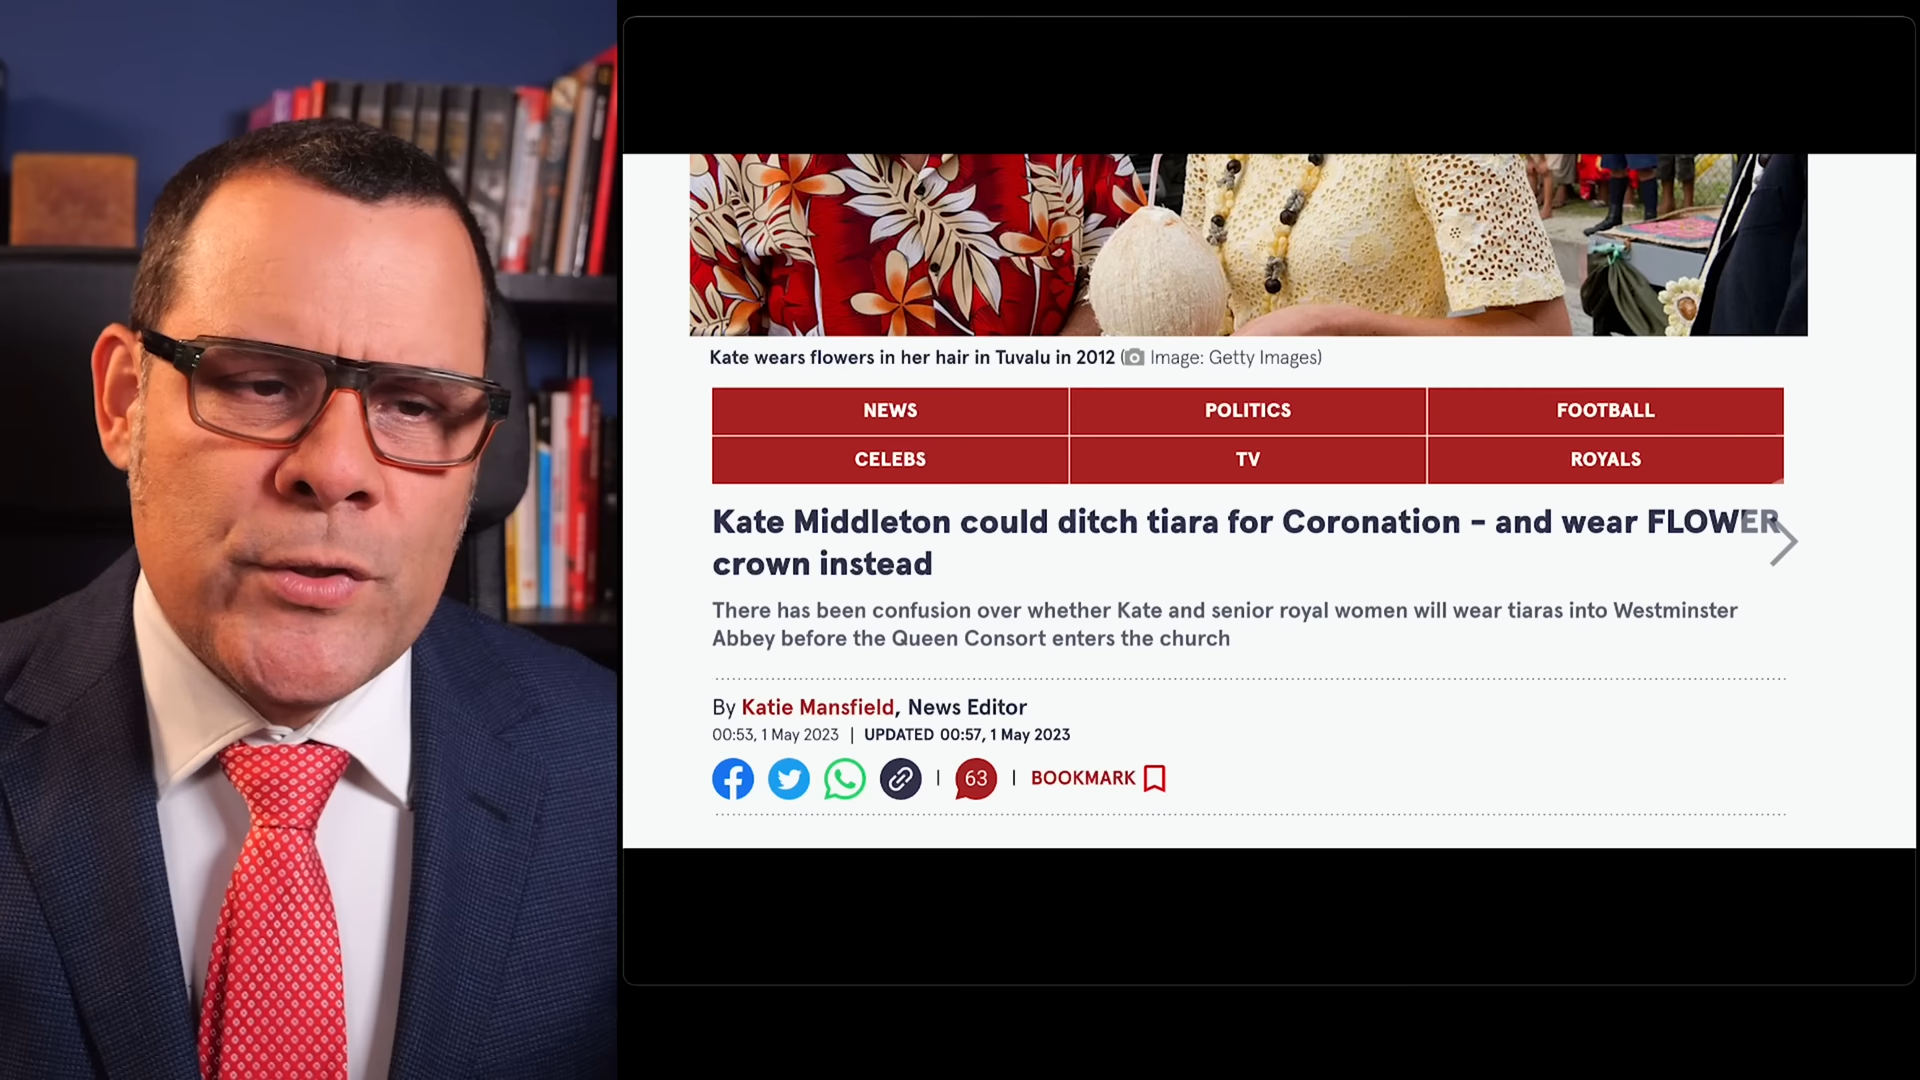 Kate wears flowers in her hair in Tuvalu in 2012 (Image: Getty Images)
NEWS POLITICS FOOTBALL
CELEBS TV ROYALS
Kate Middleton could ditch tiara for Coronation – and wear FLOWER
crown instead
There has been confusion over whether Kate and senior royal women will wear tiaras into Westminster
Abbey before the Queen Consort enters the church
By Katie Mansfield, News Editor
00:53, 1 May 2023 | UPDATED 00:57, 1 May 2023
63 | BOOKMARK